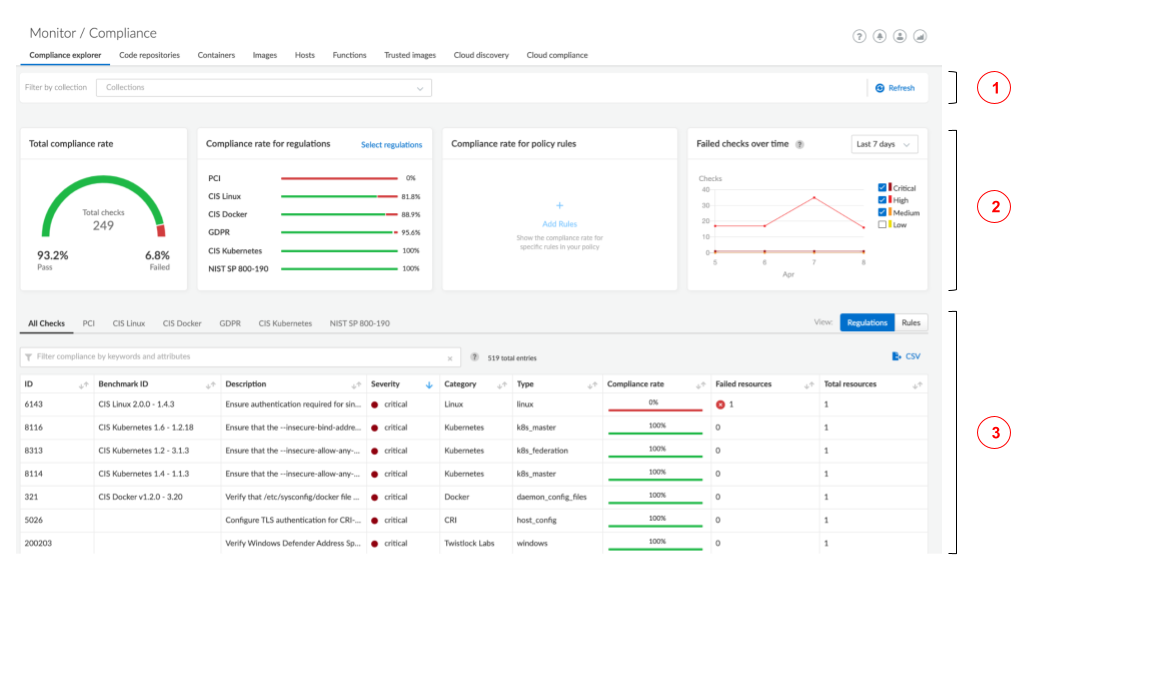 Monitor / Compliance
Compliance explorer Code repositories Containers Images Hosts Functions Trusted images Cloud discovery Cloud compliance
Filter by collection Collections Refresh 1
Total compliance rate
Total checks
249
93.2% 6.8%
Pass Failed
Compliance rate for regulations Select regulations
PCI 0%
CIS Linux 81.8%
CIS Docker 88.9%
GDPR 95.6%
CIS Kubernetes 100%
NIST SP 800-190 100%
Compliance rate for policy rules
+
Add Rules
Show the compliance rate for
specific rules in your policy
Failed checks over time ? Last 7 days
Checks
40
30
20
10
0
5 6 7 8
Apr
Critical
High
Medium
Low
2
All Checks PCI CIS Linux CIS Docker GDPR CIS Kubernetes NIST SP 800-190 View: Regulations Rules
Filter compliance by keywords and attributes × ? 519 total entries CSV
ID Benchmark ID Description Severity Category Type Compliance rate Failed resources Total resources
6143 CIS Linux 2.0.0 - 1.4.3 Ensure authentication required for sin... critical Linux linux 0% 1 1
8116 CIS Kubernetes 1.6 - 1.2.18 Ensure that the --insecure-bind-addre... critical Kubernetes k8s_master 100% 0 1
8313 CIS Kubernetes 1.2 - 3.1.3 Ensure that the --insecure-allow-any-... critical Kubernetes k8s_federation 100% 0 1
8114 CIS Kubernetes 1.4 - 1.1.3 Ensure that the --insecure-allow-any-... critical Kubernetes k8s_master 100% 0 1
321 CIS Docker v1.2.0 - 3.20 Verify that /etc/sysconfig/docker file ... critical Docker daemon_config_files 100% 0 1
5026 Configure TLS authentication for CRI-... critical CRI host_config 100% 0 1
200203 Verify Windows Defender Address Sp... critical Twistlock Labs windows 100% 0 1
3